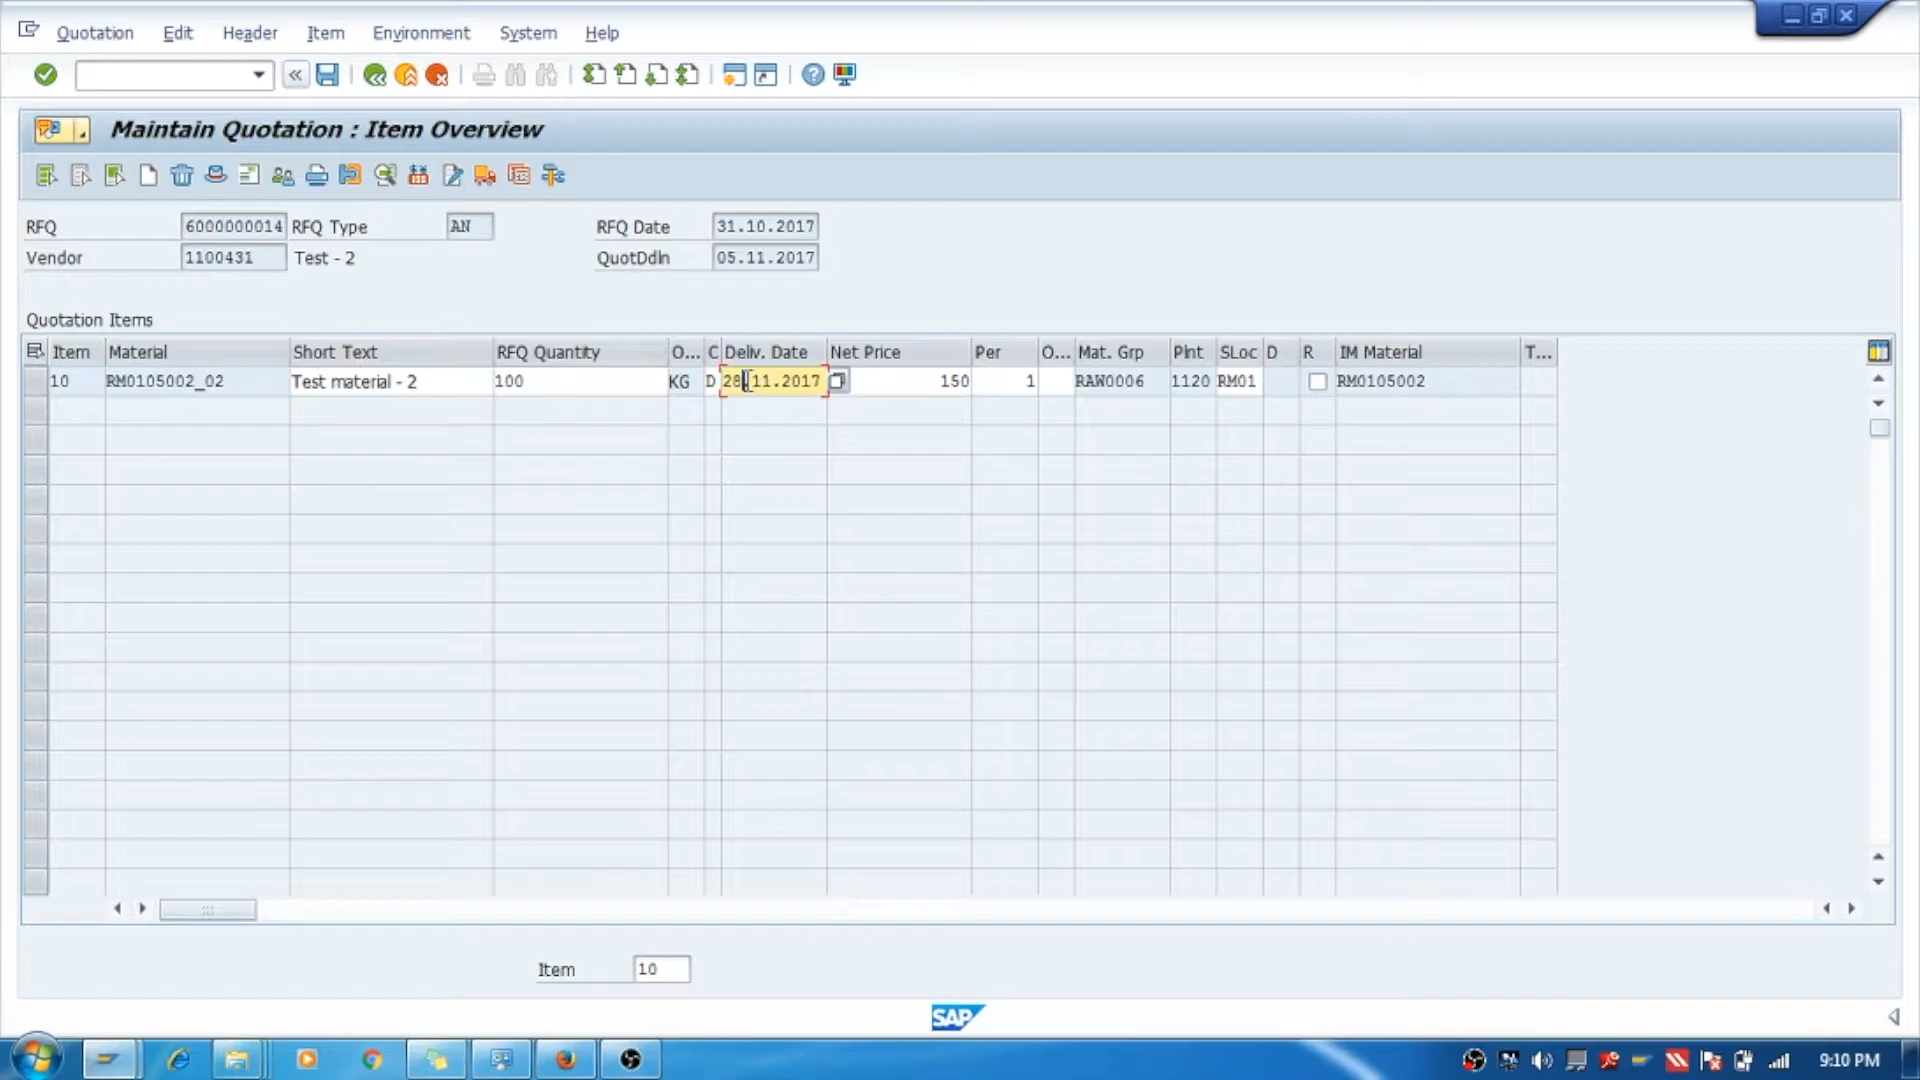 Quotation Edit Header Item Environment System Help
Maintain Quotation : Item Overview
RFQ 6000000014 RFQ Type AN RFQ Date 31.10.2017
Vendor 1100431 Test - 2 QuotDdln 05.11.2017
Quotation Items
Item Material Short Text RFQ Quantity O... C Deliv. Date Net Price Per O... Mat. Grp Plnt SLoc D R IM Material T...
10 RM0105002_02 Test material - 2 100 KG D 28.11.2017 150 1 RAW0006 1120 RM01 RM0105002
Item 10
SAP
9:10 PM